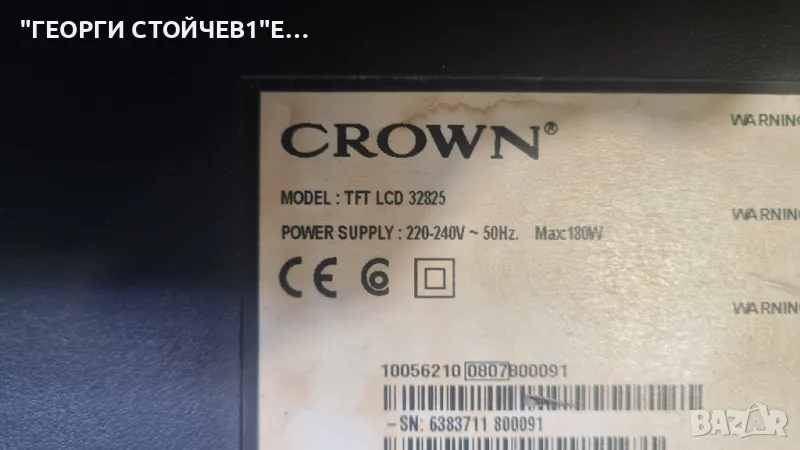 "ГЕОРГИ СТОЙЧЕВ1"Е...
CROWN®
WARNING
MODEL : TFT LCD 32825
WARNING
POWER SUPPLY : 220-240V ~ 50Hz. Max:180W
CE
WARNING
10056210 0807800091
-SN: 6383711 800091
BAZAR